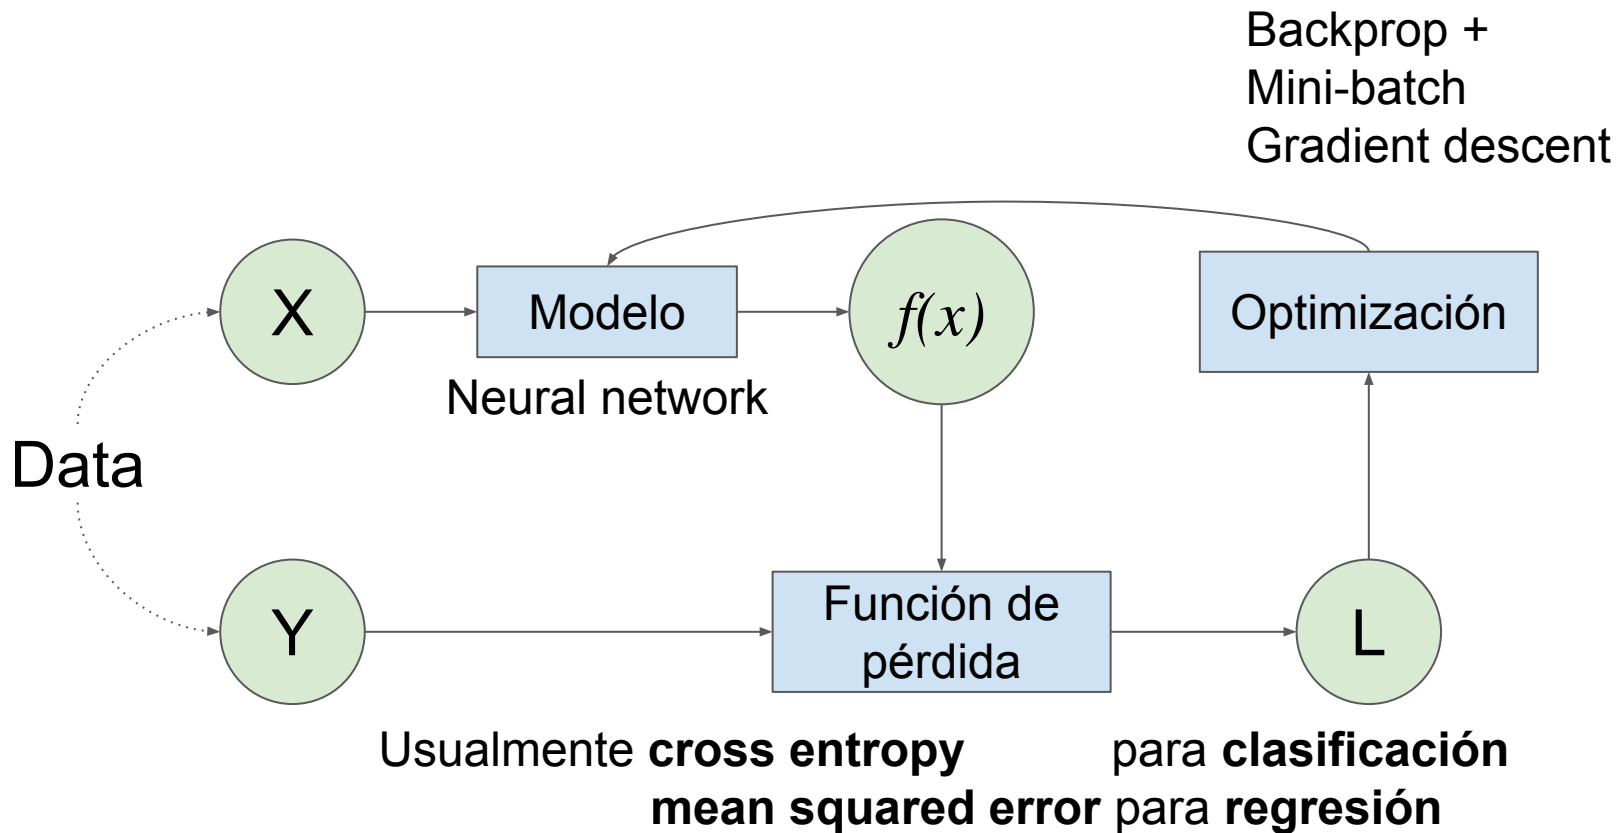 Backprop +
Mini-batch
Gradient descent
X
Modelo
f(x)
Optimización
Neural network
Data
Y
Función de
pérdida
L
Usualmente cross entropy para clasificación
mean squared error para regresión